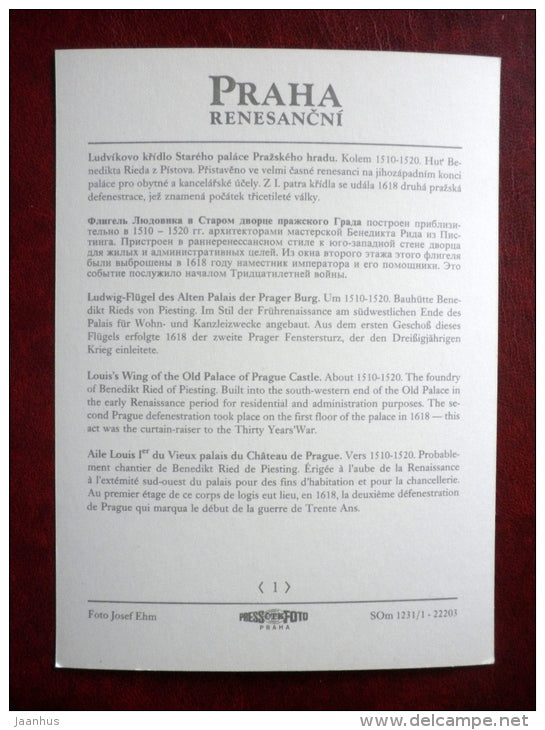 PRAHA
RENESANČNÍ
Ludvíkovo křídlo Starého paláce Pražského hradu. Kolem 1510-1520. Huť Be-
nedikta Rieda z Pístova. Přistavěno ve velmi časné renesanci na jihozápadním konci
paláce pro obytné a kancelářské účely. Z I. patra křídla se udála 1618 druhá pražská
defenestrace, jež znamená počátek třicetileté války.
Флигель Людовика в Старом дворце пражского Града построен приблизи-
тельно в 1510 - 1520 гг. архитекторами мастерской Бенедикта Рида из Пис-
тинга. Пристроен в раннеренессансном стиле к юго-западной стене дворца
для жилых и административных целей. Из окна второго этажа этого флигеля
были выброшены в 1618 году наместник императора и его помощники. Это
событие послужило началом Тридцатилетней войны.
Ludwig-Flügel des Alten Palais der Prager Burg. Um 1510-1520. Bauhütte Bene-
dikt Rieds von Piesting. Im Stil der Frührenaissance am südwestlichen Ende des
Palais für Wohn- und Kanzleizwecke angebaut. Aus dem ersten Geschoß dieses
Flügels erfolgte 1618 der zweite Prager Fenstersturz, der den Dreißigjährigen
Krieg einleitete.
Louis's Wing of the Old Palace of Prague Castle. About 1510-1520. The foundry
of Benedikt Ried of Piesting. Built into the south-western end of the Old Palace in
the early Renaissance period for residential and administration purposes. The se-
cond Prague defenestration took place on the first floor of the palace in 1618 — this
act was the curtain-raiser to the Thirty Years'War.
Aile Louis Ier du Vieux palais du Château de Prague. Vers 1510-1520. Probable-
ment chantier de Benedikt Ried de Piesting. Érigée à l'aube de la Renaissance
à l'extémité sud-ouest du palais pour des fins d'habitation et pour la chancellerie.
Au premier étage de ce corps de logis eut lieu, en 1618, la deuxième défenestration
de Prague qui marqua le début de la guerre de Trente Ans.
〈 1 〉
Foto Josef Ehm
PRESS ČTK FOTO
PRAHA
SOm 1231/1 - 22203
jaanhus
www.delcampe.net